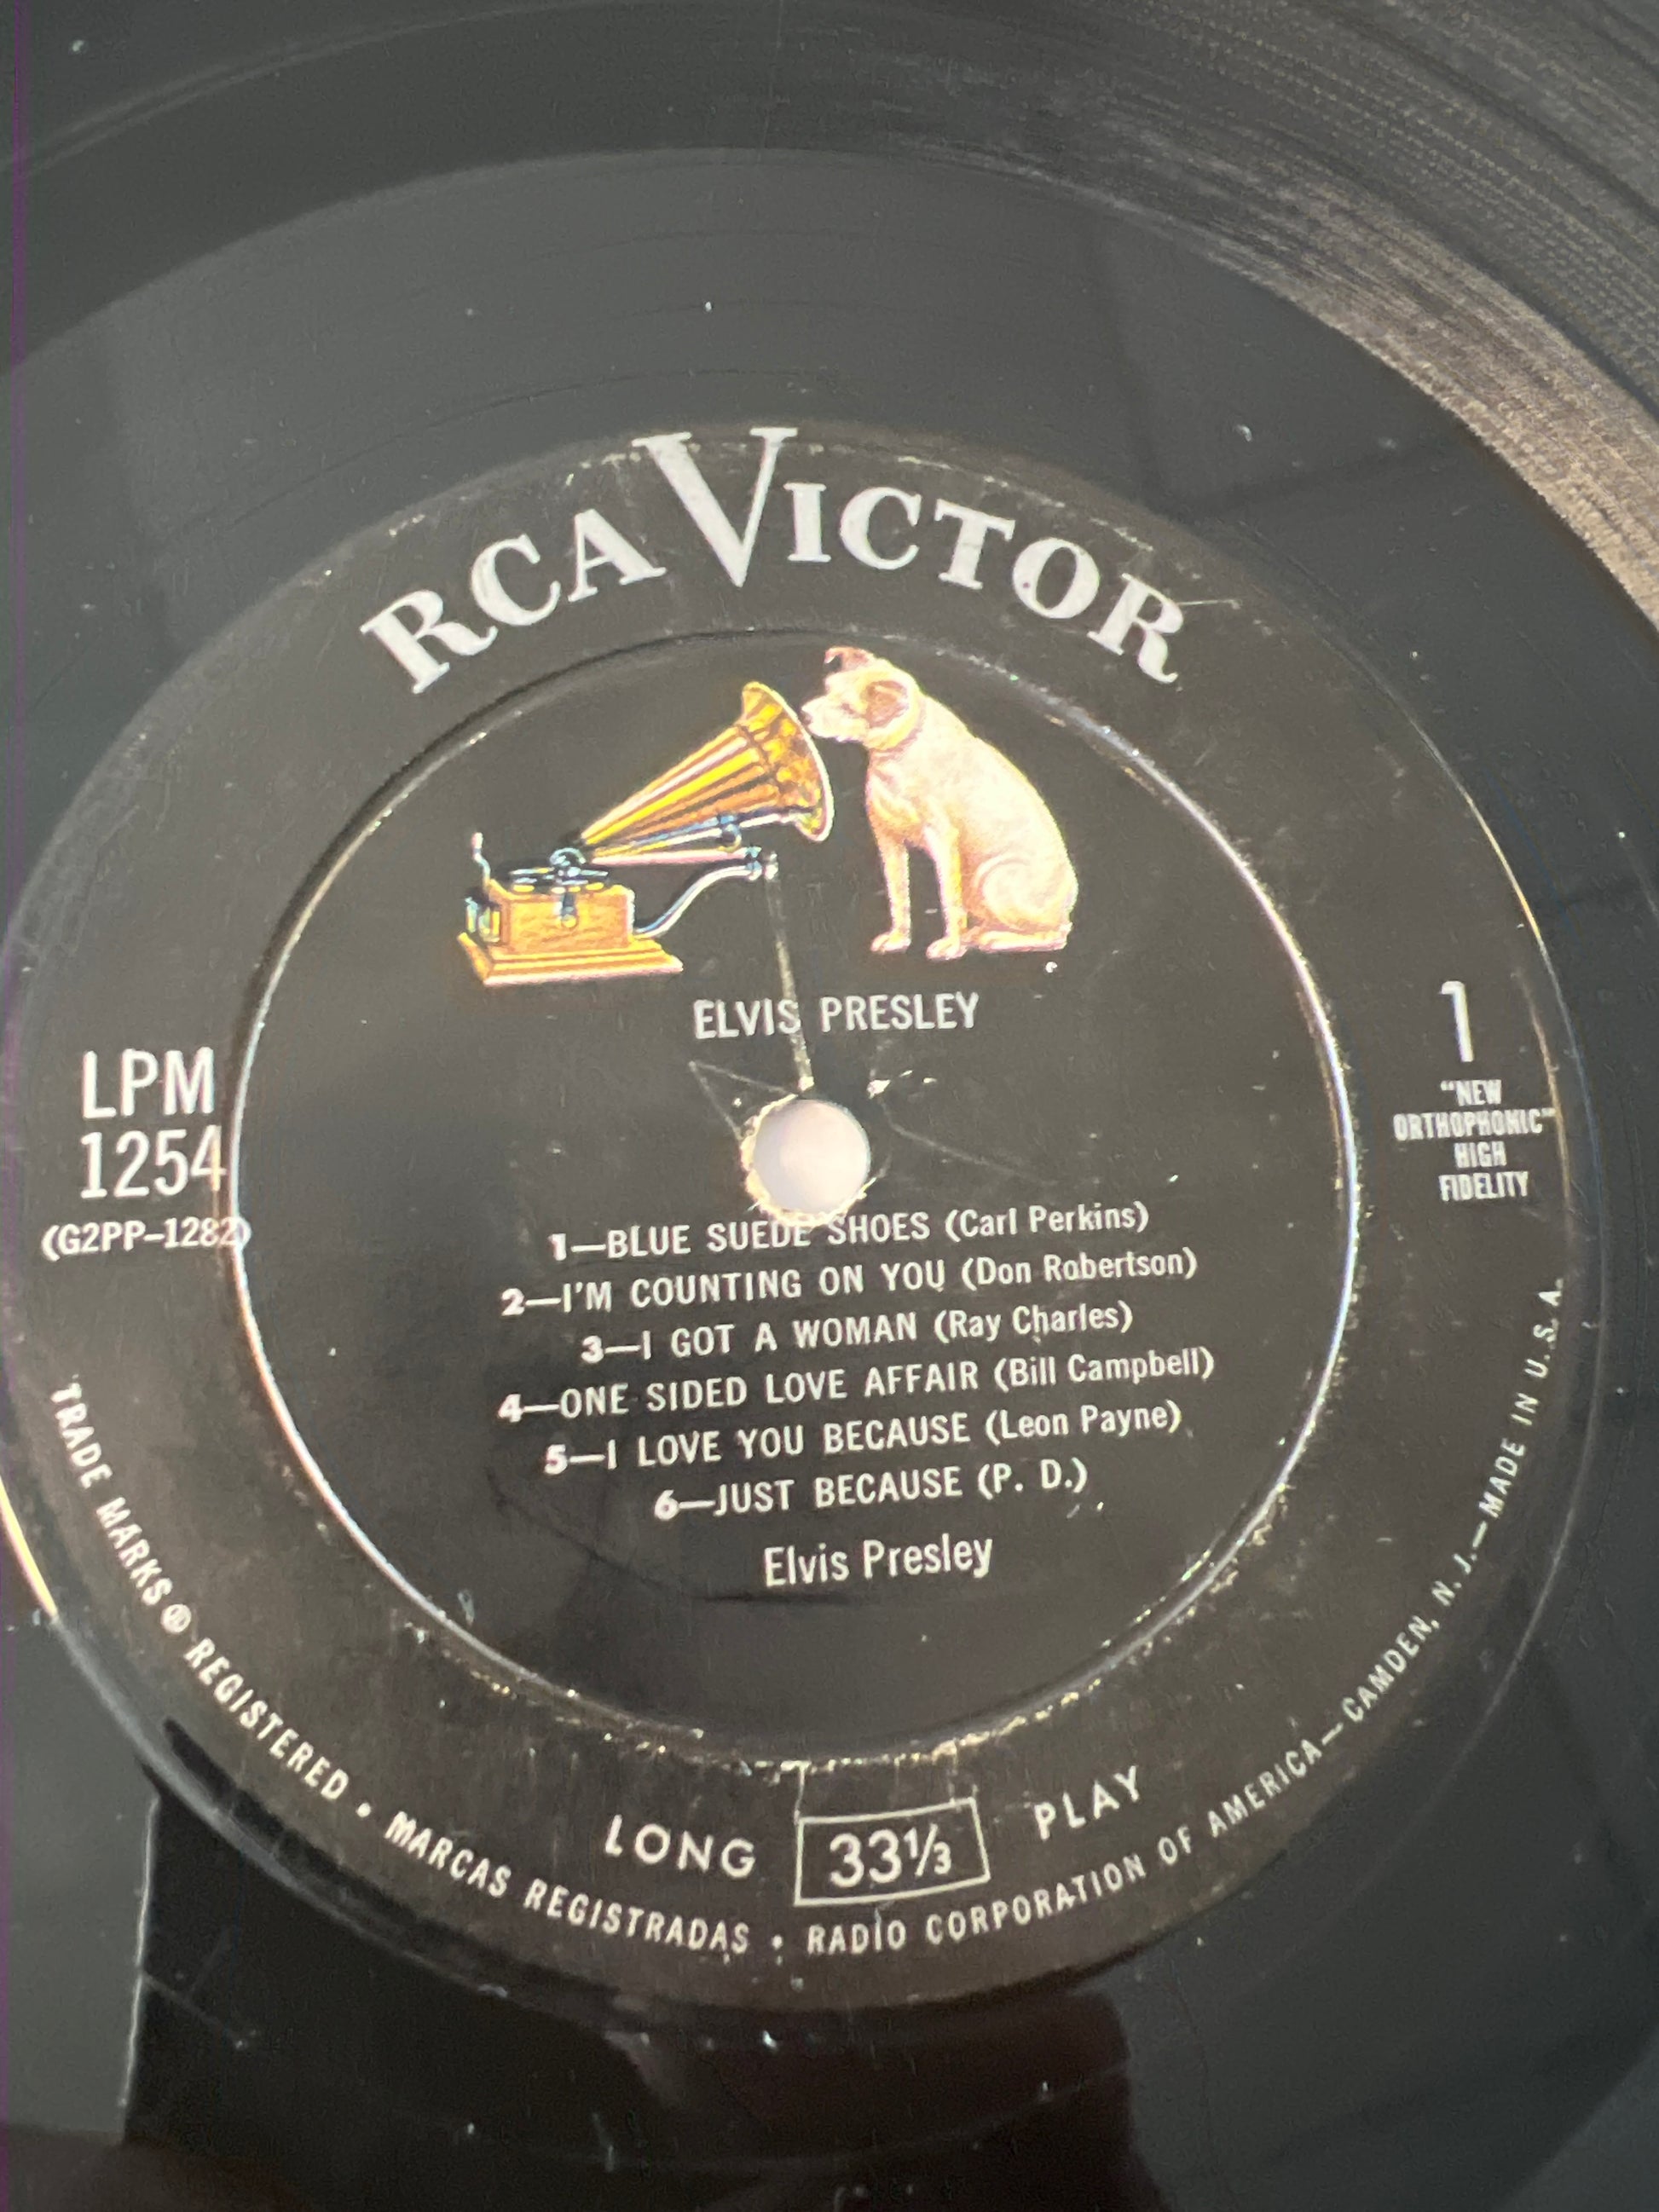 RCA VICTOR
ELVIS PRESLEY
LPM
1254
(G2PP-1282)
1
"NEW
ORTHOPHONIC"
HIGH
FIDELITY
1—BLUE SUEDE SHOES (Carl Perkins)
2—I'M COUNTING ON YOU (Don Robertson)
3—I GOT A WOMAN (Ray Charles)
4—ONE SIDED LOVE AFFAIR (Bill Campbell)
5—I LOVE YOU BECAUSE (Leon Payne)
6—JUST BECAUSE (P. D.)
Elvis Presley
LONG 33⅓ PLAY
TRADE MARKS ® REGISTERED • MARCAS REGISTRADAS • RADIO CORPORATION OF AMERICA—CAMDEN, N. J.—MADE IN U.S.A.